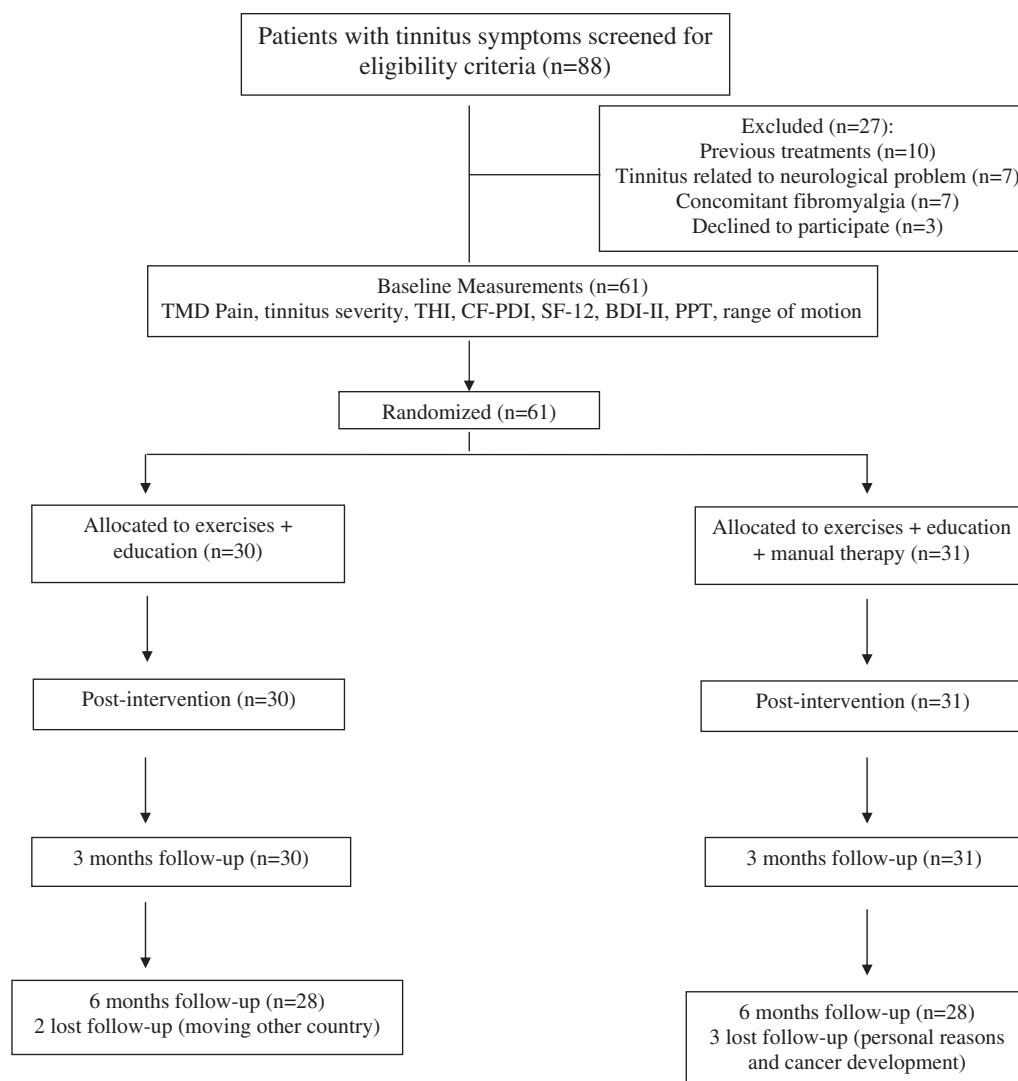 Patients with tinnitus symptoms screened for
eligibility criteria (n=88)
Excluded (n=27):
Previous treatments (n=10)
Tinnitus related to neurological problem (n=7)
Concomitant fibromyalgia (n=7)
Declined to participate (n=3)
Baseline Measurements (n=61)
TMD Pain, tinnitus severity, THI, CF-PDI, SF-12, BDI-II, PPT, range of motion
Randomized (n=61)
Allocated to exercises +
education (n=30)
Allocated to exercises + education
+ manual therapy (n=31)
Post-intervention (n=30)
Post-intervention (n=31)
3 months follow-up (n=30)
3 months follow-up (n=31)
6 months follow-up (n=28)
2 lost follow-up (moving other country)
6 months follow-up (n=28)
3 lost follow-up (personal reasons
and cancer development)